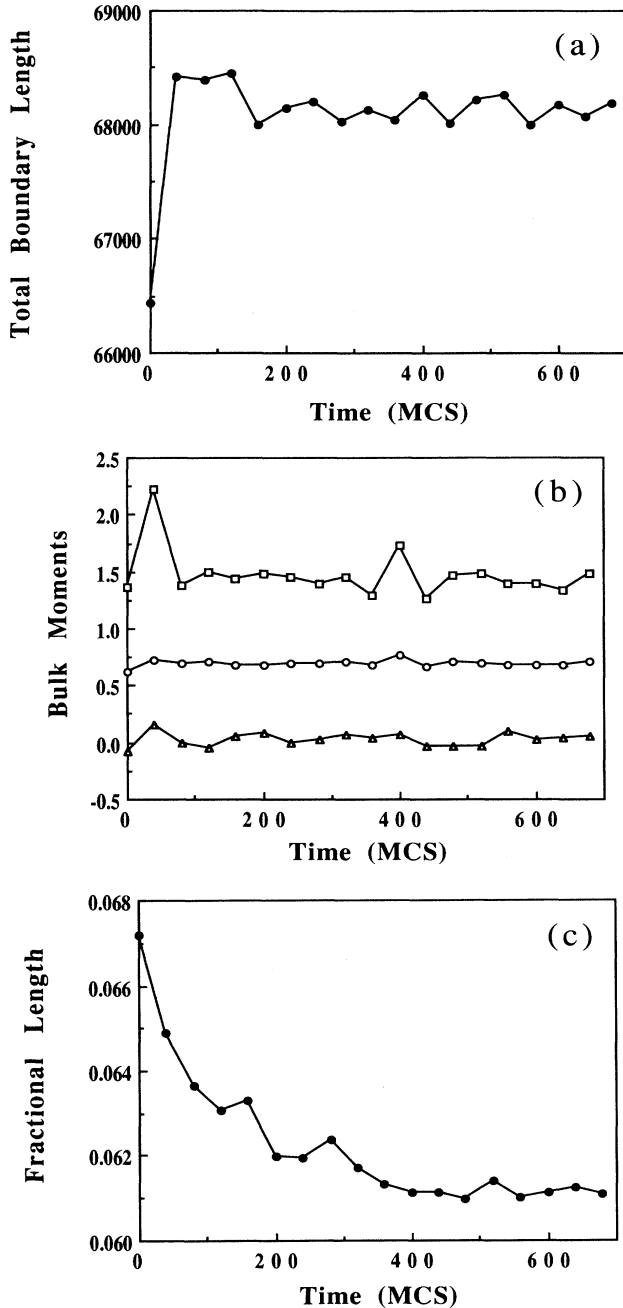 69000
(a)
68000
67000
66000
Total Boundary Length
0 200 400 600
Time (MCS)
2.5
(b)
2.0
1.5
1.0
0.5
0.0
-0.5
Bulk Moments
0 200 400 600
Time (MCS)
0.068
(c)
0.066
0.064
0.062
0.060
Fractional Length
0 200 400 600
Time (MCS)